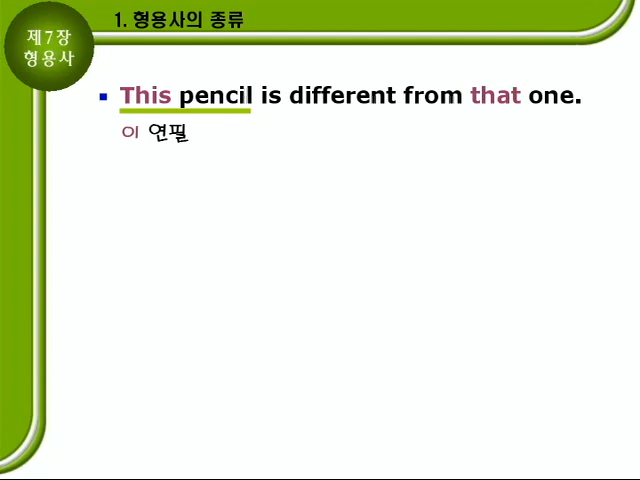 제7장
형용사
1. 형용사의 종류
This pencil is different from that one.
이 연필